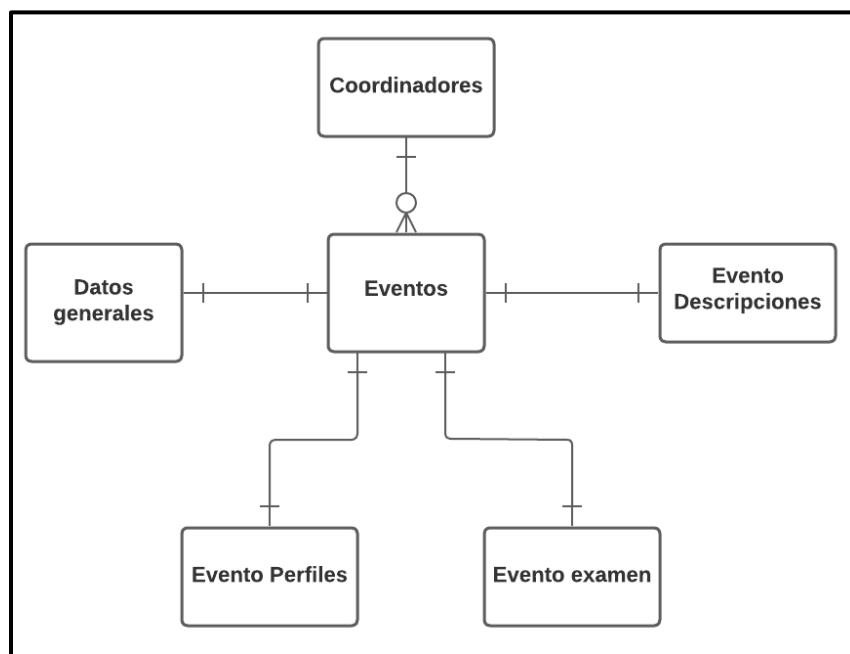 Coordinadores
Datos
generales
Eventos
Evento
Descripciones
Evento Perfiles
Evento examen